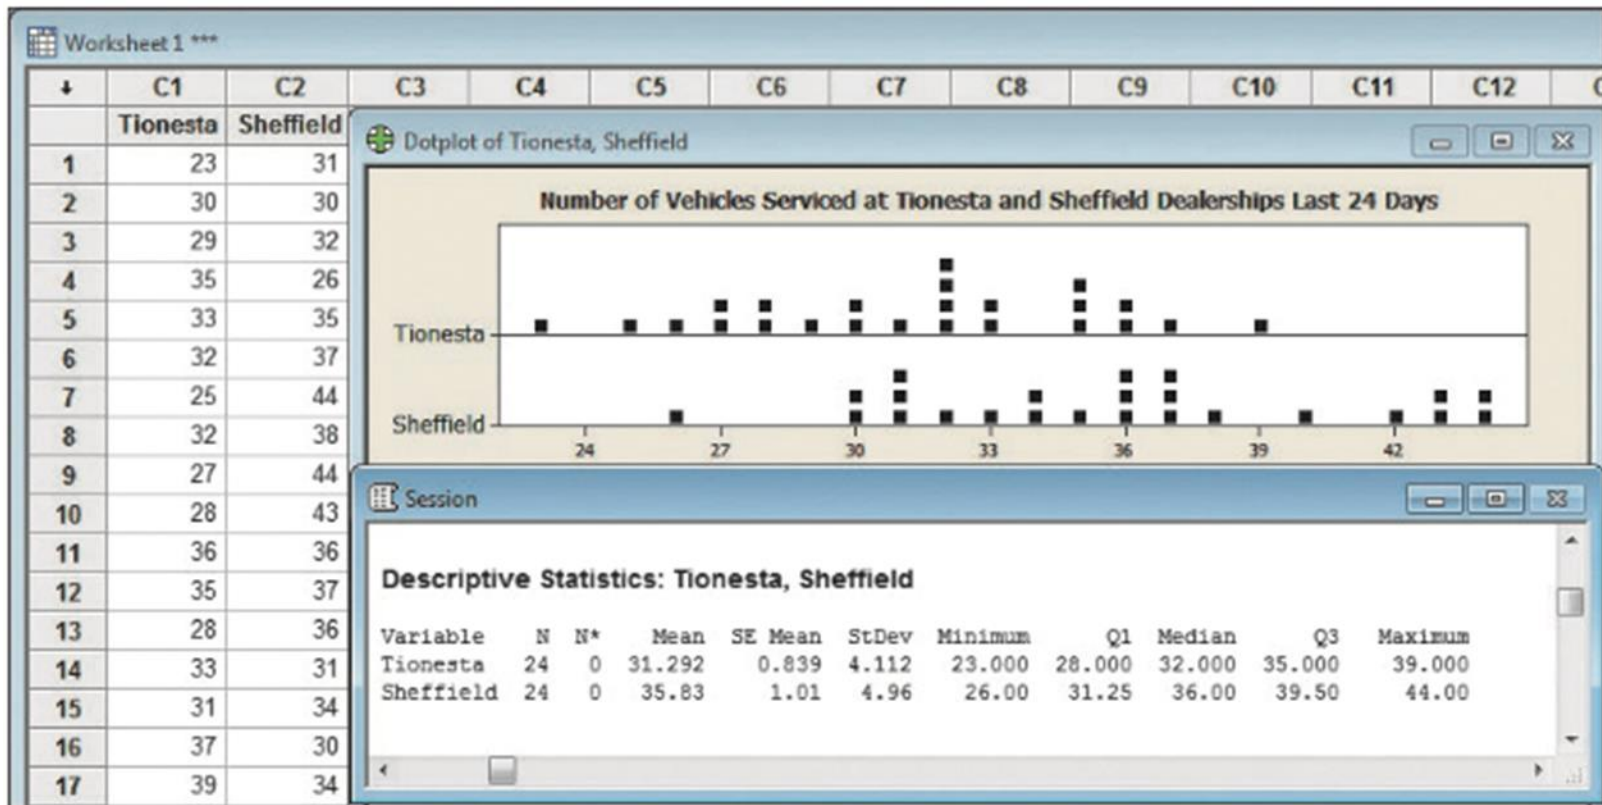 Worksheet 1 ***
C1 C2 C3 C4 C5 C6 C7 C8 C9 C10 C11 C12
Tionesta Sheffield
1 23 31
2 30 30
3 29 32
4 35 26
5 33 35
6 32 37
7 25 44
8 32 38
9 27 44
10 28 43
11 36 36
12 35 37
13 28 36
14 33 31
15 31 34
16 37 30
17 39 34
Dotplot of Tionesta, Sheffield
Number of Vehicles Serviced at Tionesta and Sheffield Dealerships Last 24 Days
Tionesta
Sheffield
24 27 30 33 36 39 42
Session
Descriptive Statistics: Tionesta, Sheffield
Variable N N* Mean SE Mean StDev Minimum Q1 Median Q3 Maximum
Tionesta 24 0 31.292 0.839 4.112 23.000 28.000 32.000 35.000 39.000
Sheffield 24 0 35.83 1.01 4.96 26.00 31.25 36.00 39.50 44.00